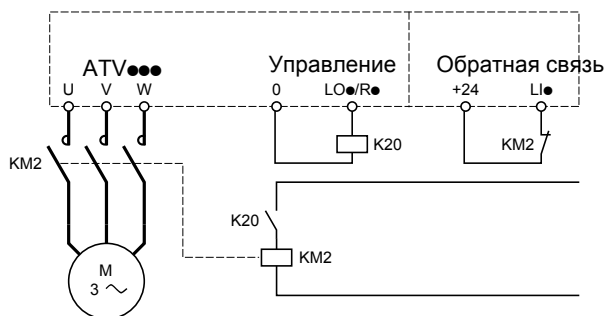 ATV●●●
Управление
Обратная связь
U
V
W
0
LO●/R●
+24
LI●
K20
KM2
KM2
K20
KM2
M
3